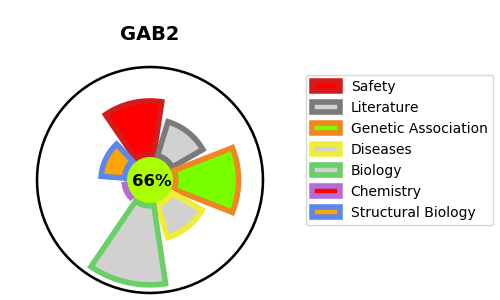 GAB2
66%
Safety
Literature
Genetic Association
Diseases
Biology
Chemistry
Structural Biology